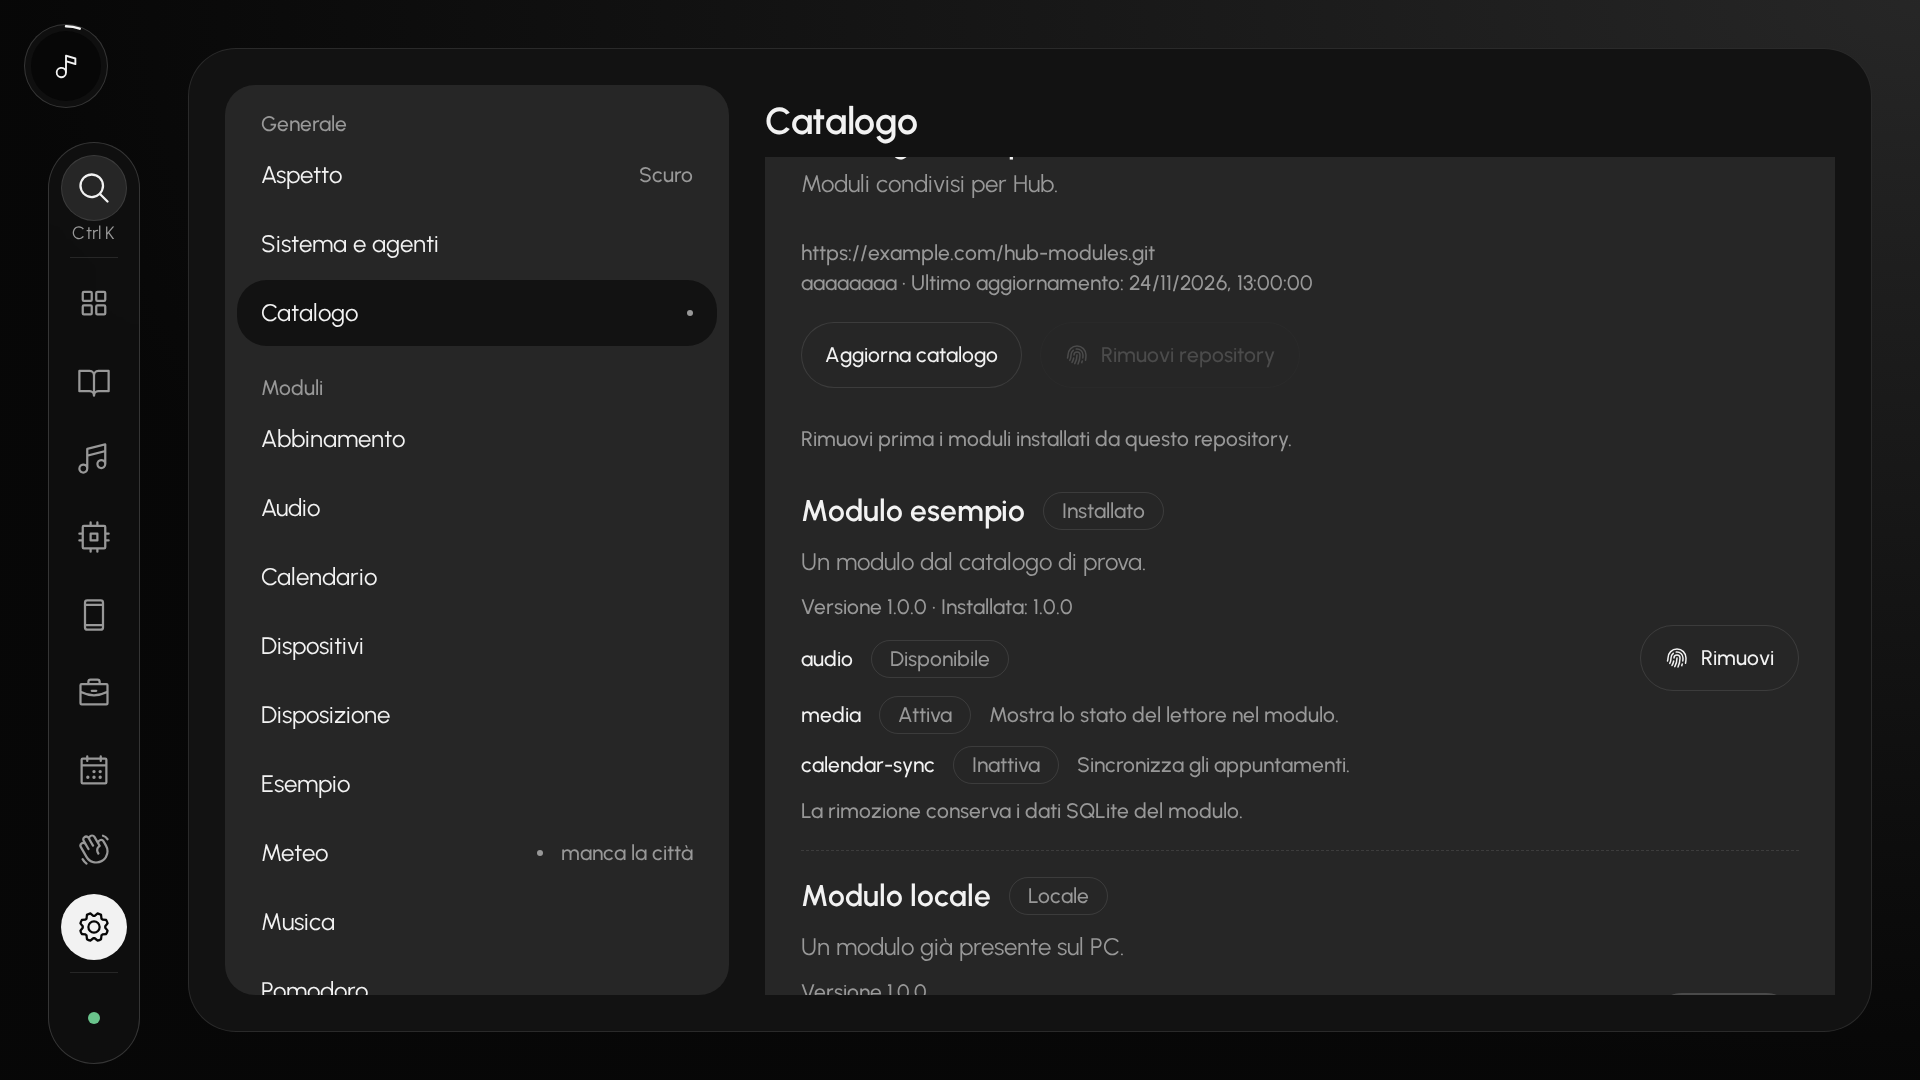 Ctrl K
Generale
Aspetto Scuro
Sistema e agenti
Catalogo
Moduli
Abbinamento
Audio
Calendario
Dispositivi
Disposizione
Esempio
Meteo • manca la città
Musica
Pomodoro
Catalogo
Moduli condivisi per Hub.
https://example.com/hub-modules.git
aaaaaaaa · Ultimo aggiornamento: 24/11/2026, 13:00:00
Aggiorna catalogo Rimuovi repository
Rimuovi prima i moduli installati da questo repository.
Modulo esempio Installato
Un modulo dal catalogo di prova.
Versione 1.0.0 · Installata: 1.0.0
audio Disponibile
Rimuovi
media Attiva Mostra lo stato del lettore nel modulo.
calendar-sync Inattiva Sincronizza gli appuntamenti.
La rimozione conserva i dati SQLite del modulo.
Modulo locale Locale
Un modulo già presente sul PC.
Versione 1.0.0